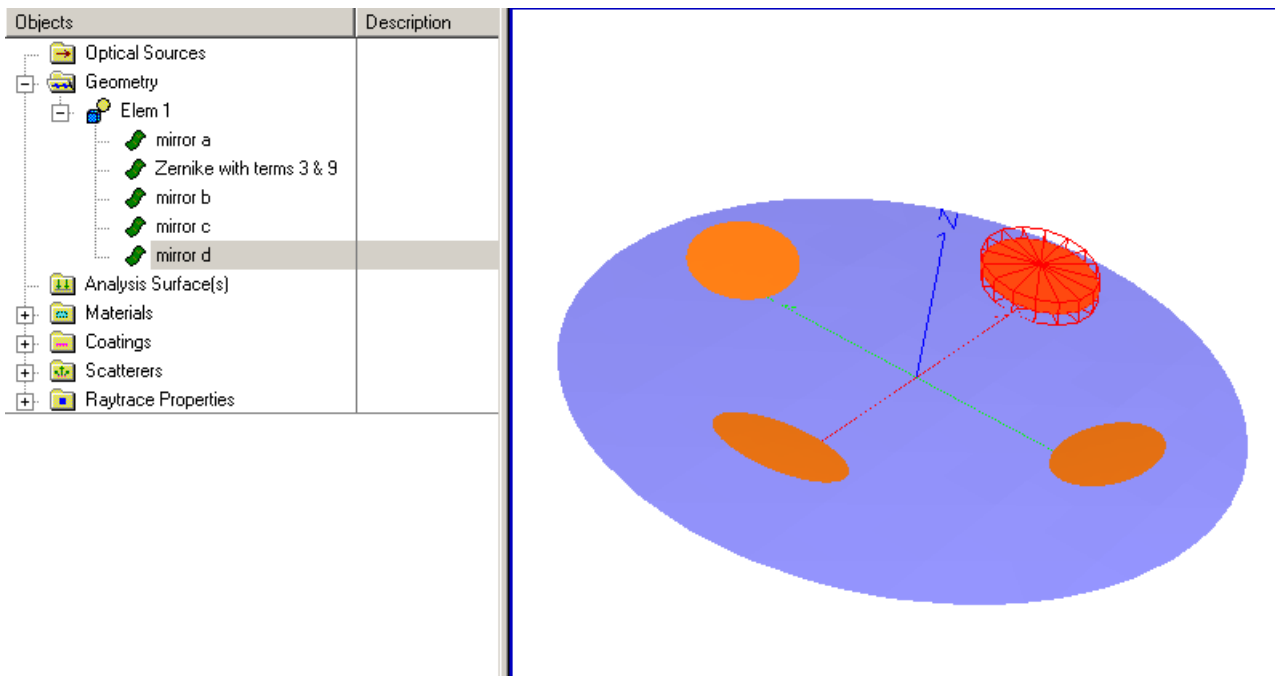 Objects Description
Optical Sources
Geometry
Elem 1
mirror a
Zernike with terms 3 & 9
mirror b
mirror c
mirror d
Analysis Surface(s)
Materials
Coatings
Scatterers
Raytrace Properties
Z